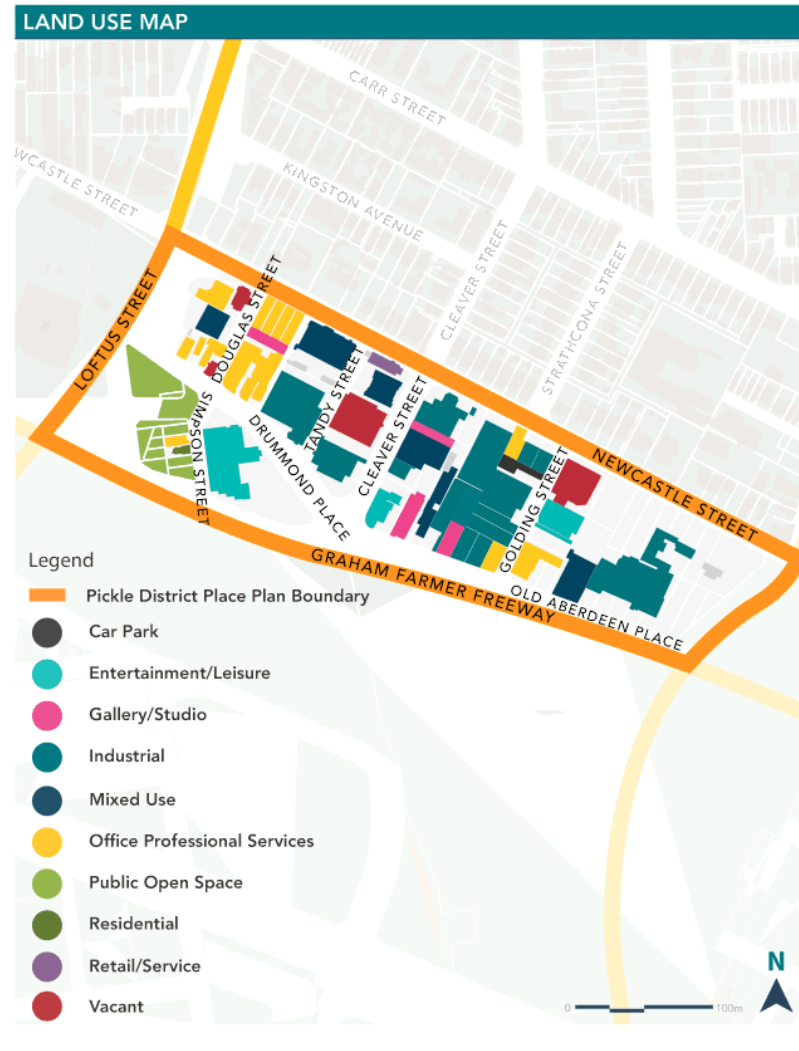 LAND USE MAP
CARR STREET
WCASTLE STREET
KINGSTON AVENUE
CLEAVER STREET
STRATHCONA STREET
LOFTUS STREET
DOUGLAS STREET
SIMPSON STREET
DRUMMOND PLACE
TANDY STREET
CLEAVER STREET
GOLDING STREET
NEWCASTLE STREET
GRAHAM FARMER FREEWAY
OLD ABERDEEN PLACE
Legend
Pickle District Place Plan Boundary
Car Park
Entertainment/Leisure
Gallery/Studio
Industrial
Mixed Use
Office Professional Services
Public Open Space
Residential
Retail/Service
Vacant
N
0 100m